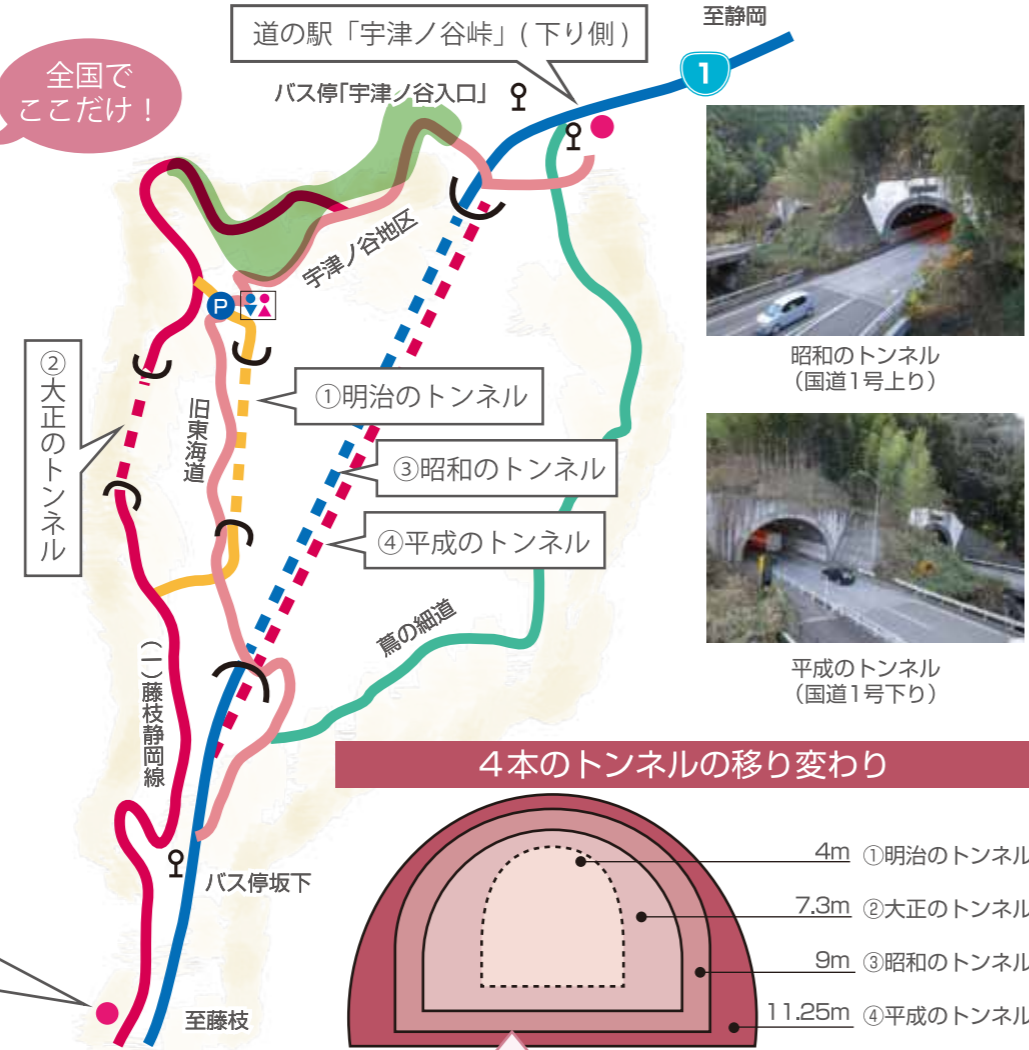 全国で
ここだけ！
道の駅「宇津ノ谷峠」(下り側)
至静岡
1
バス停「宇津ノ谷入口」
宇津ノ谷地区
P
②大正のトンネル
旧東海道
①明治のトンネル
③昭和のトンネル
④平成のトンネル
蔦の細道
(一)藤枝静岡線
バス停坂下
至藤枝
昭和のトンネル
（国道1号上り）
平成のトンネル
（国道1号下り）
４本のトンネルの移り変わり
4m ①明治のトンネル
7.3m ②大正のトンネル
9m ③昭和のトンネル
11.25m ④平成のトンネル